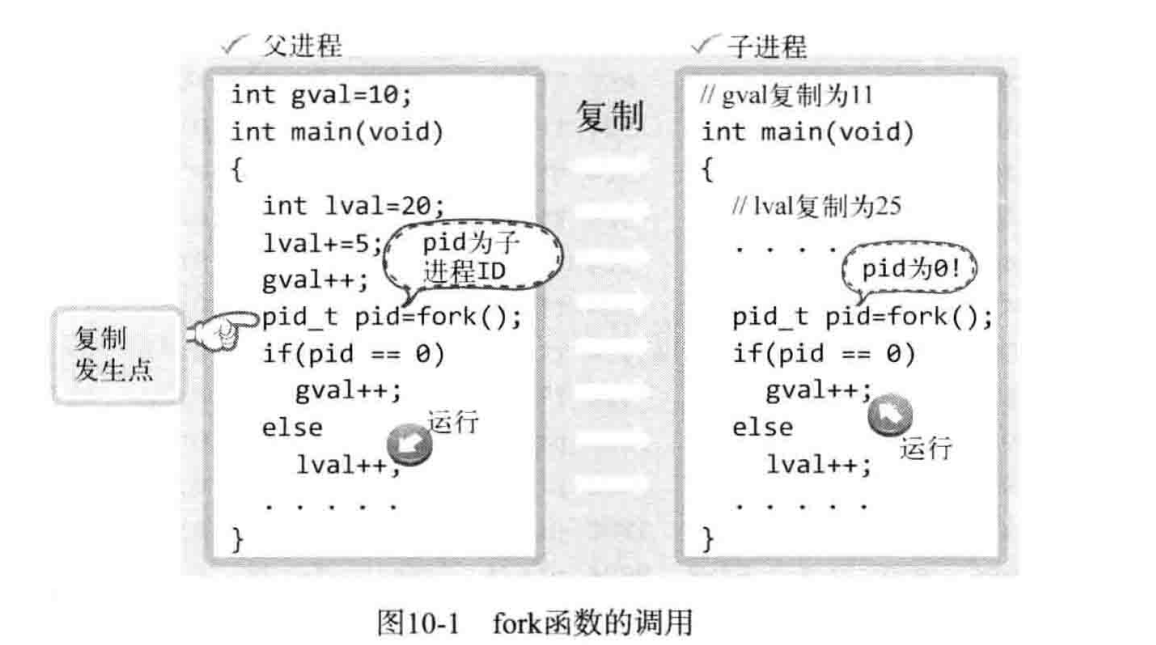 父进程
int gval=10;
int main(void)
{
int lval=20;
lval+=5;
gval++;
pid为子
进程ID
pid_t pid=fork();
if(pid == 0)
gval++;
else
运行
lval++;
. . . . .
}
复制
发生点
复制
子进程
// gval复制为11
int main(void)
{
// lval复制为25
. . . .
pid为0!
pid_t pid=fork();
if(pid == 0)
gval++;
else
运行
lval++;
. . . . .
}
图10-1 fork函数的调用